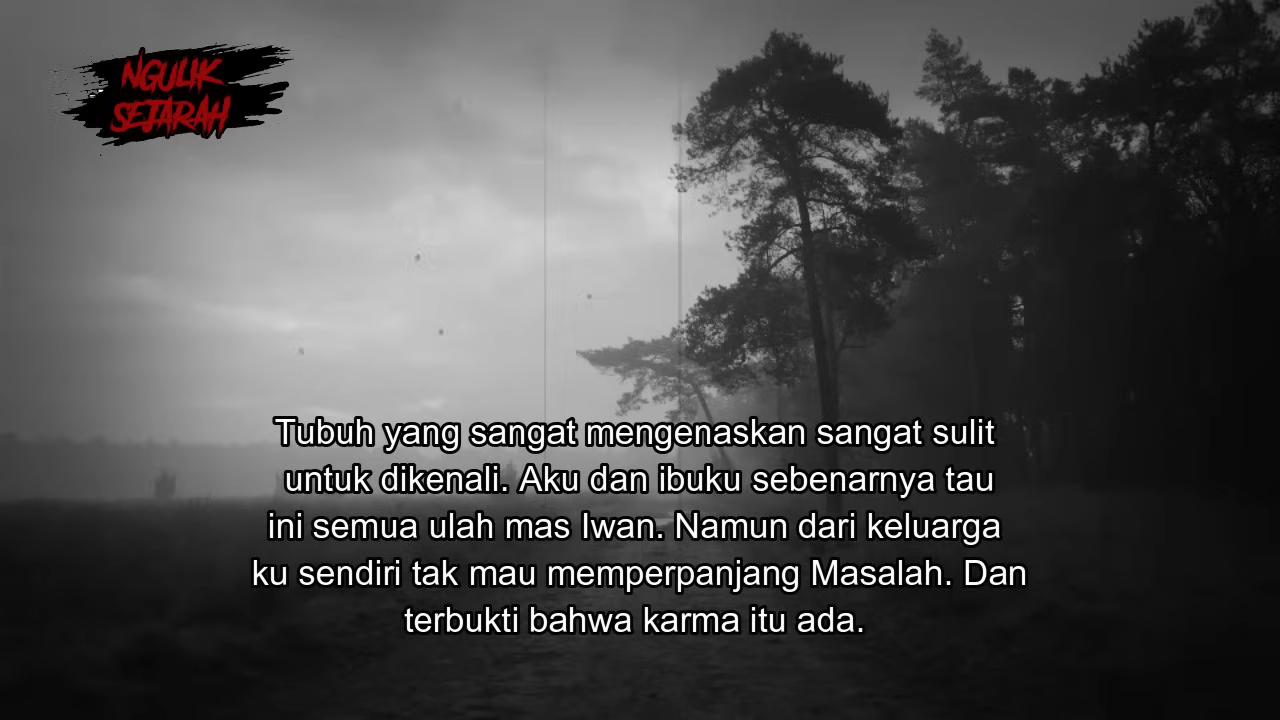 NGULIK
SEJARAH
Tubuh yang sangat mengenaskan sangat sulit
untuk dikenali. Aku dan ibuku sebenarnya tau
ini semua ulah mas Iwan. Namun dari keluarga
ku sendiri tak mau memperpanjang Masalah. Dan
terbukti bahwa karma itu ada.